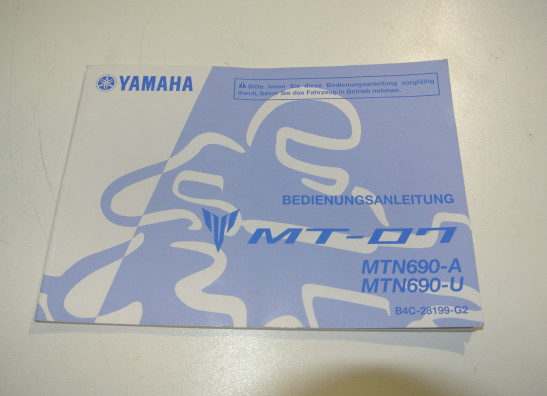 YAMAHA
Bitte lesen Sie diese Bedienungsanleitung sorgfältig
durch, bevor Sie das Fahrzeug in Betrieb nehmen.
BEDIENUNGSANLEITUNG
MT-07
MTN690-A
MTN690-U
B4C-28199-G2